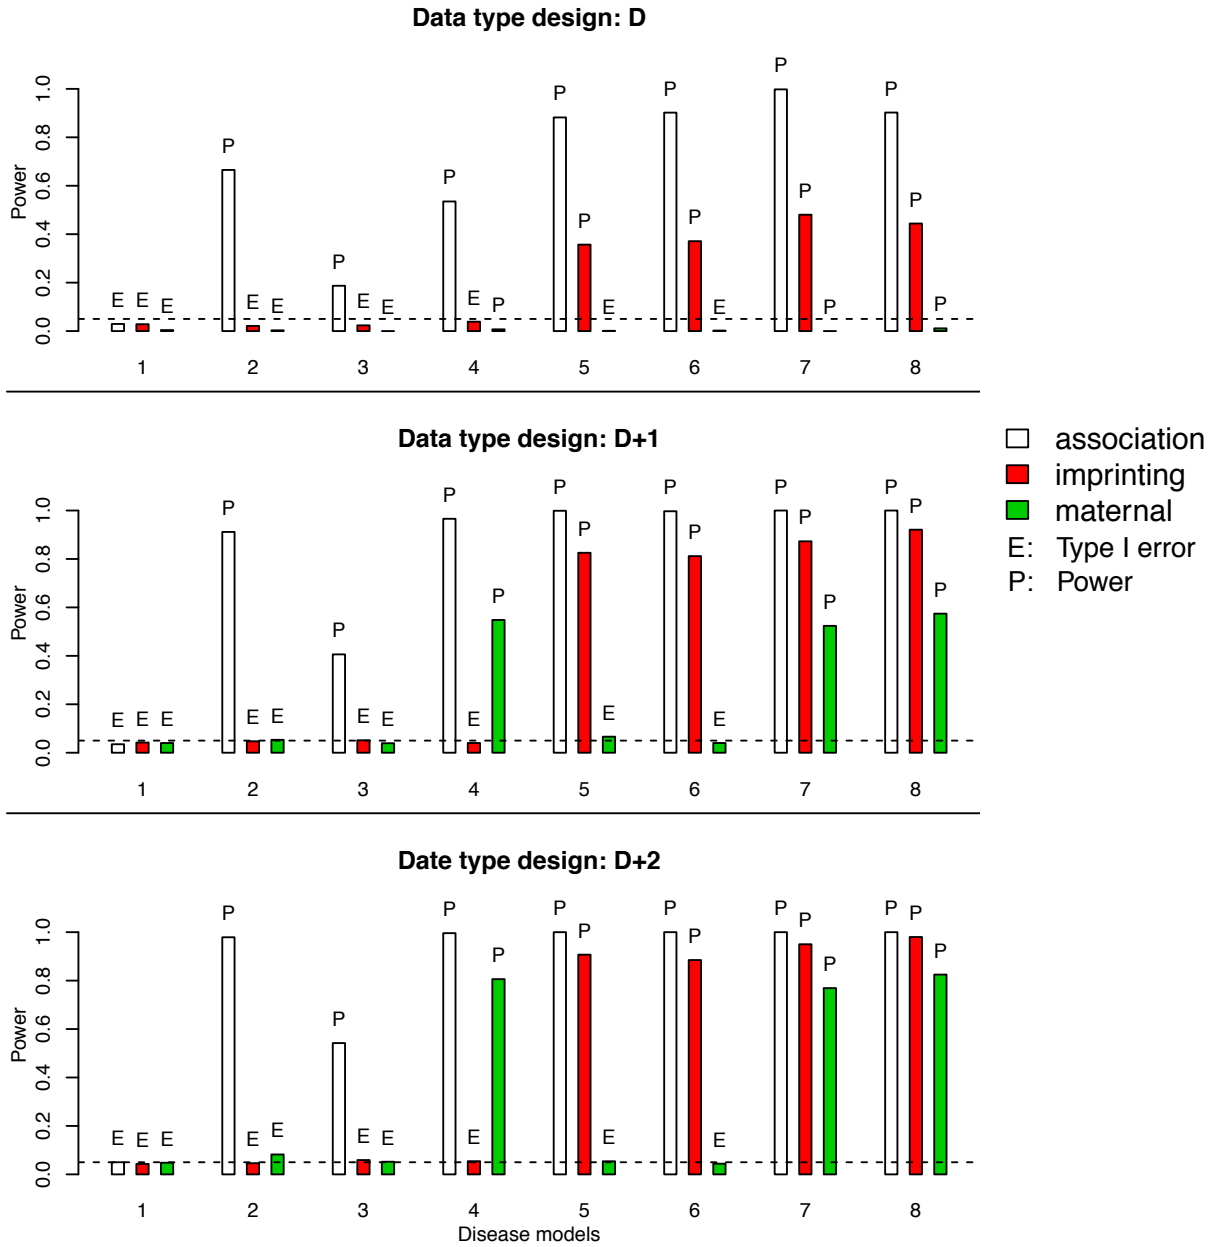 Data type design: D
P
P P P
P
P
P P
P
P P
P
E E E E E E E E P E E P P
Power
0.0 0.2 0.4 0.6 0.8 1.0
1 2 3 4 5 6 7 8
Data type design: D+1
P P P P P
P P
P P
P P
P P
P
E E E E E E E E E E
Power
0.0 0.2 0.4 0.6 0.8 1.0
1 2 3 4 5 6 7 8
association
imprinting
maternal
E: Type I error
P: Power
Date type design: D+2
P P P P P P
P P P P
P P P
P
E E E E E E E E E E
Power
0.0 0.2 0.4 0.6 0.8 1.0
1 2 3 4 5 6 7 8
Disease models